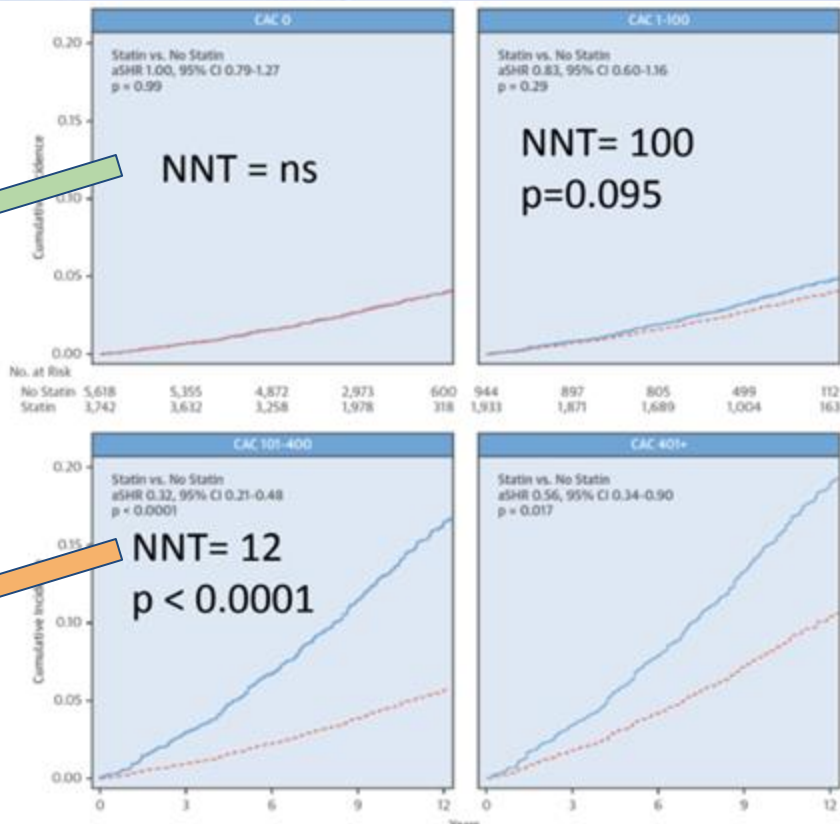 CAC 0
Statin vs. No Statin
aSHR 1.00, 95% CI 0.79-1.27
p = 0.99
NNT = ns
Cumulative Incidence
0.20
0.15
0.10
0.05
0.00
CAC 1-100
Statin vs. No Statin
aSHR 0.83, 95% CI 0.60-1.16
p = 0.29
NNT= 100
p=0.095
No. at Risk
No Statin 5,618 5,355 4,872 2,973 600 944 897 805 499 112
Statin 3,742 3,632 3,258 1,978 318 1,933 1,871 1,689 1,004 163
CAC 101-400
Statin vs. No Statin
aSHR 0.32, 95% CI 0.21-0.48
p < 0.0001
NNT= 12
p < 0.0001
Cumulative
0.20
0.15
0.10
0.05
0.00
0 3 6 9 12
CAC 401+
Statin vs. No Statin
aSHR 0.56, 95% CI 0.34-0.90
p = 0.017
0 3 6 9 12
Years